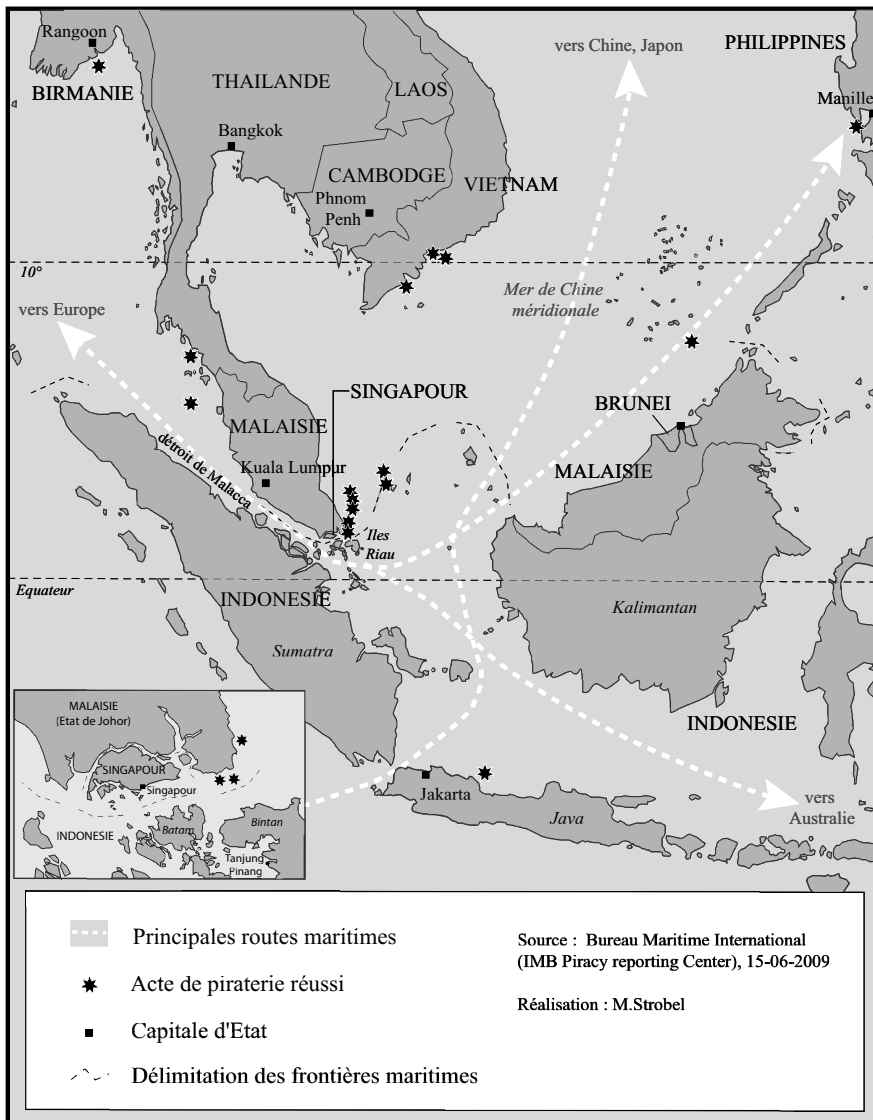 Rangoon
BIRMANIE
THAILANDE
LAOS
vers Chine, Japon
PHILIPPINES
Manille
Bangkok
CAMBODGE
Phnom
Penh
VIETNAM
10°
vers Europe
Mer de Chine
méridionale
SINGAPOUR
BRUNEI
MALAISIE
MALAISIE
détroit de Malacca
Kuala Lumpur
Iles
Riau
Equateur
INDONESIE
Kalimantan
Sumatra
INDONESIE
MALAISIE
(Etat de Johor)
SINGAPOUR
Singapour
INDONESIE
Batam
Bintan
Tanjung
Pinang
Jakarta
Java
vers
Australie
Principales routes maritimes
Acte de piraterie réussi
Capitale d'Etat
Délimitation des frontières maritimes
Source : Bureau Maritime International
(IMB Piracy reporting Center), 15-06-2009
Réalisation : M.Strobel